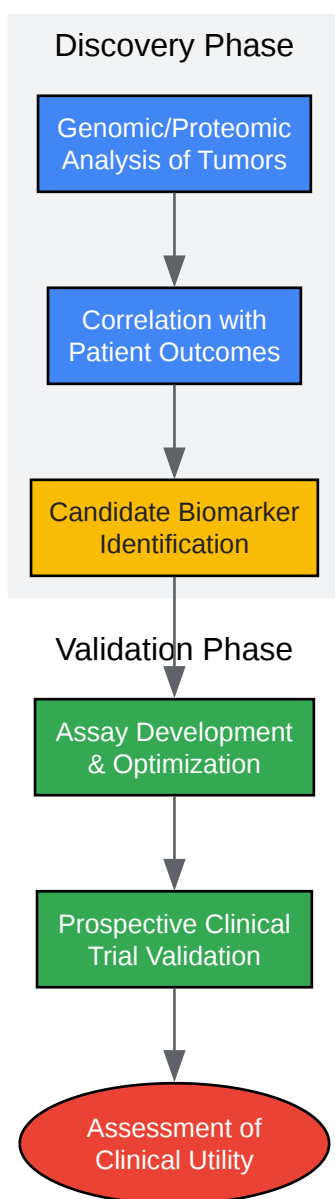 Discovery Phase
Genomic/Proteomic
Analysis of Tumors
Correlation with
Patient Outcomes
Candidate Biomarker
Identification
Validation Phase
Assay Development
& Optimization
Prospective Clinical
Trial Validation
Assessment of
Clinical Utility